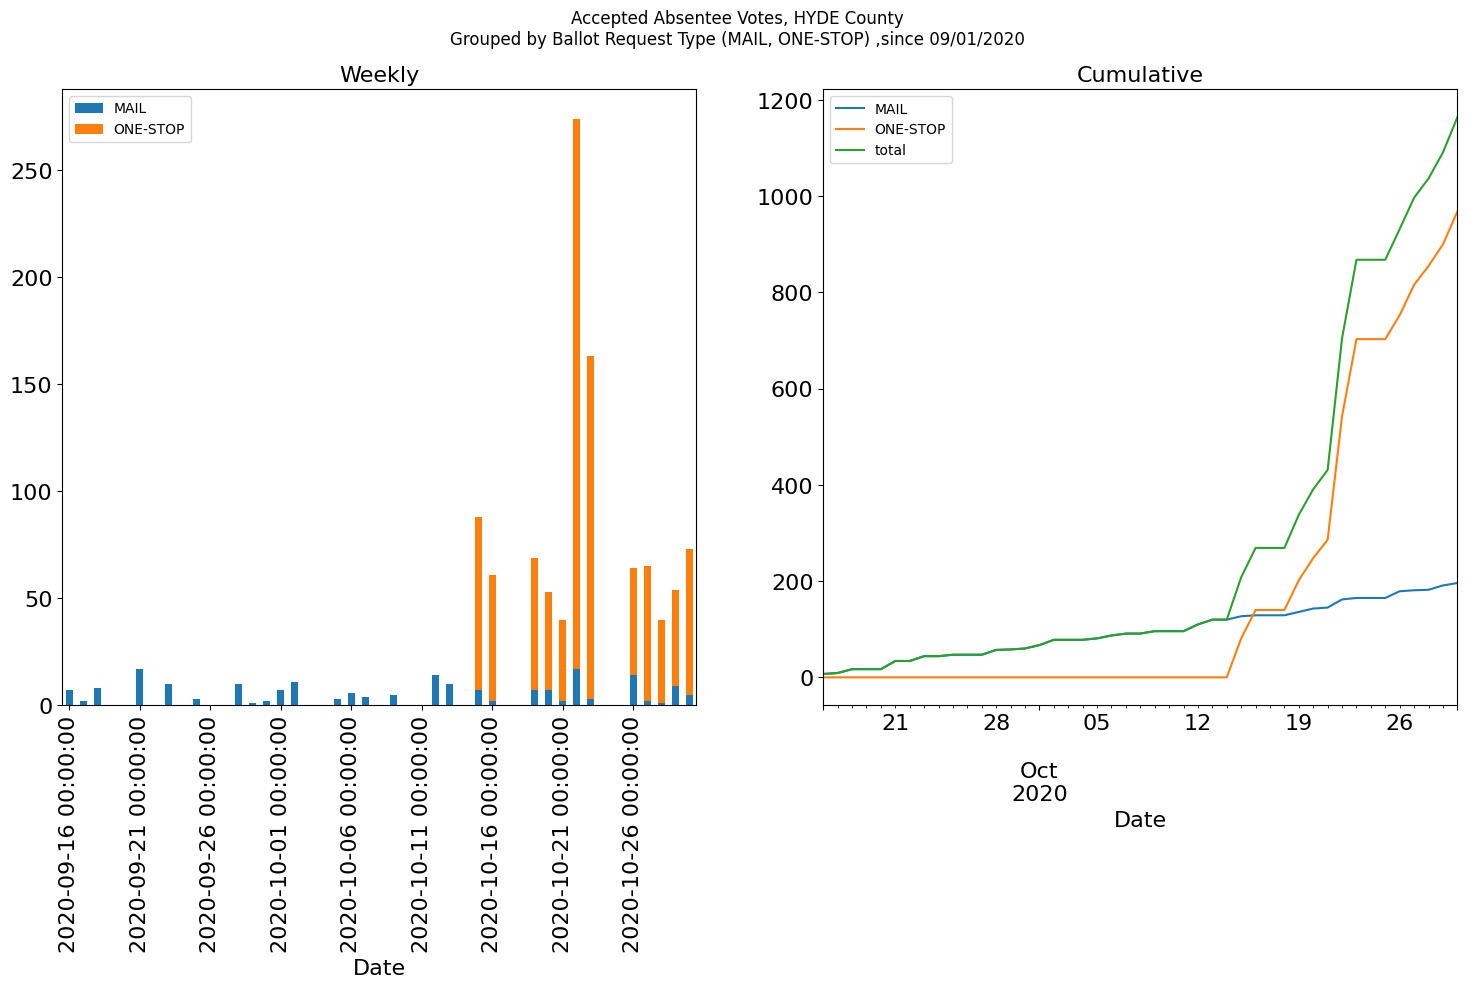 Accepted Absentee Votes, HYDE County
Grouped by Ballot Request Type (MAIL, ONE-STOP) ,since 09/01/2020
Weekly
MAIL
ONE-STOP
250
200
150
100
50
0
2020-09-16 00:00:00
2020-09-21 00:00:00
2020-09-26 00:00:00
2020-10-01 00:00:00
2020-10-06 00:00:00
2020-10-11 00:00:00
2020-10-16 00:00:00
2020-10-21 00:00:00
2020-10-26 00:00:00
Date
Cumulative
MAIL
ONE-STOP
total
1200
1000
800
600
400
200
0
21 28 05 12 19 26
Oct
2020
Date